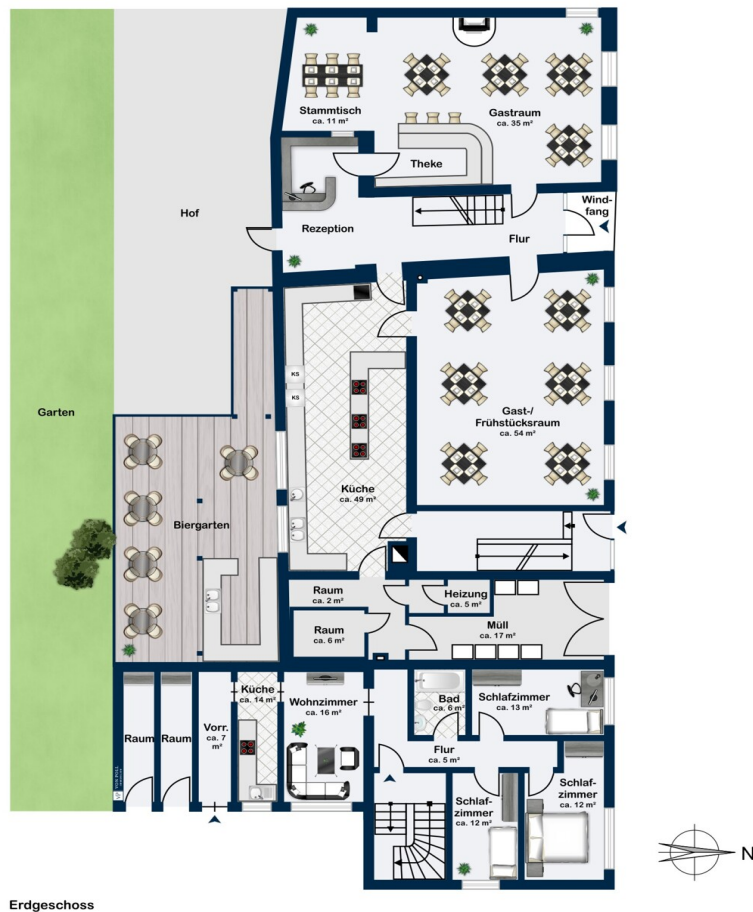 Stammtisch
ca. 11 m²
Gastraum
ca. 35 m²
Theke
Wind-
fang
Hof
Rezeption
Flur
Garten
KS
KS
Gast-/
Frühstücksraum
ca. 54 m²
Küche
ca. 49 m²
Biergarten
Raum
ca. 2 m²
Heizung
ca. 5 m²
Raum
ca. 6 m²
Müll
ca. 17 m²
Küche
ca. 14 m²
Wohnzimmer
ca. 16 m²
Bad
ca. 6 m²
Schlafzimmer
ca. 13 m²
Raum
Raum
Vorr.
ca. 7
m²
Flur
ca. 5 m²
Schlaf-
zimmer
ca. 12 m²
Schlaf-
zimmer
ca. 12 m²
VON POLL
N
Erdgeschoss